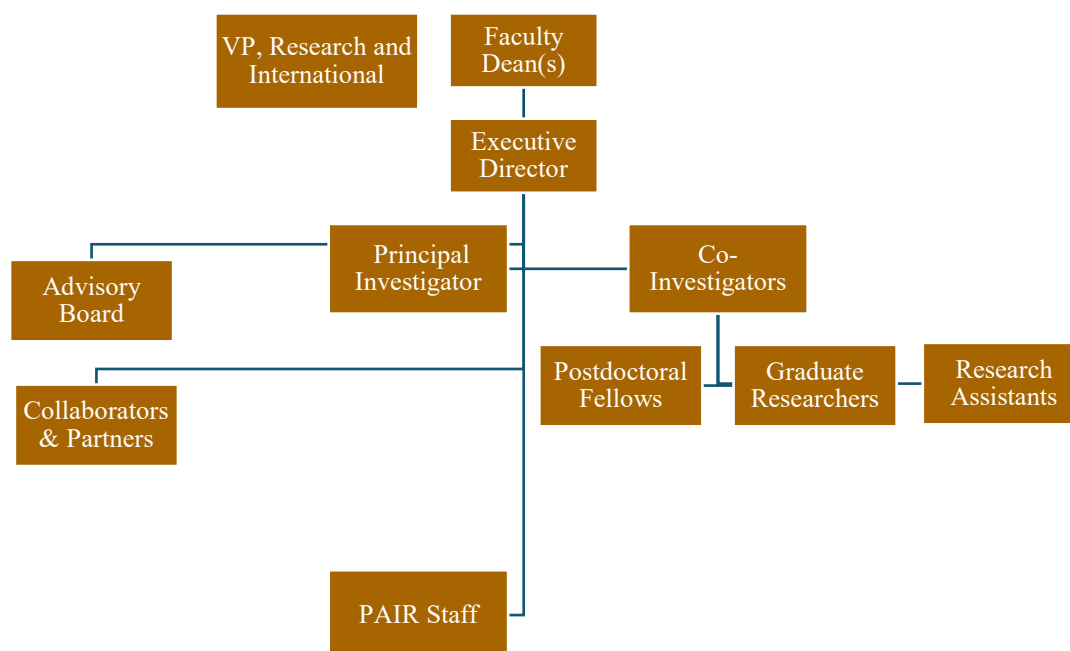 VP, Research and
International
Faculty
Dean(s)
Executive
Director
Principal
Investigator
Co-
Investigators
Advisory
Board
Postdoctoral
Fellows
Graduate
Researchers
Research
Assistants
Collaborators
& Partners
PAIR Staff